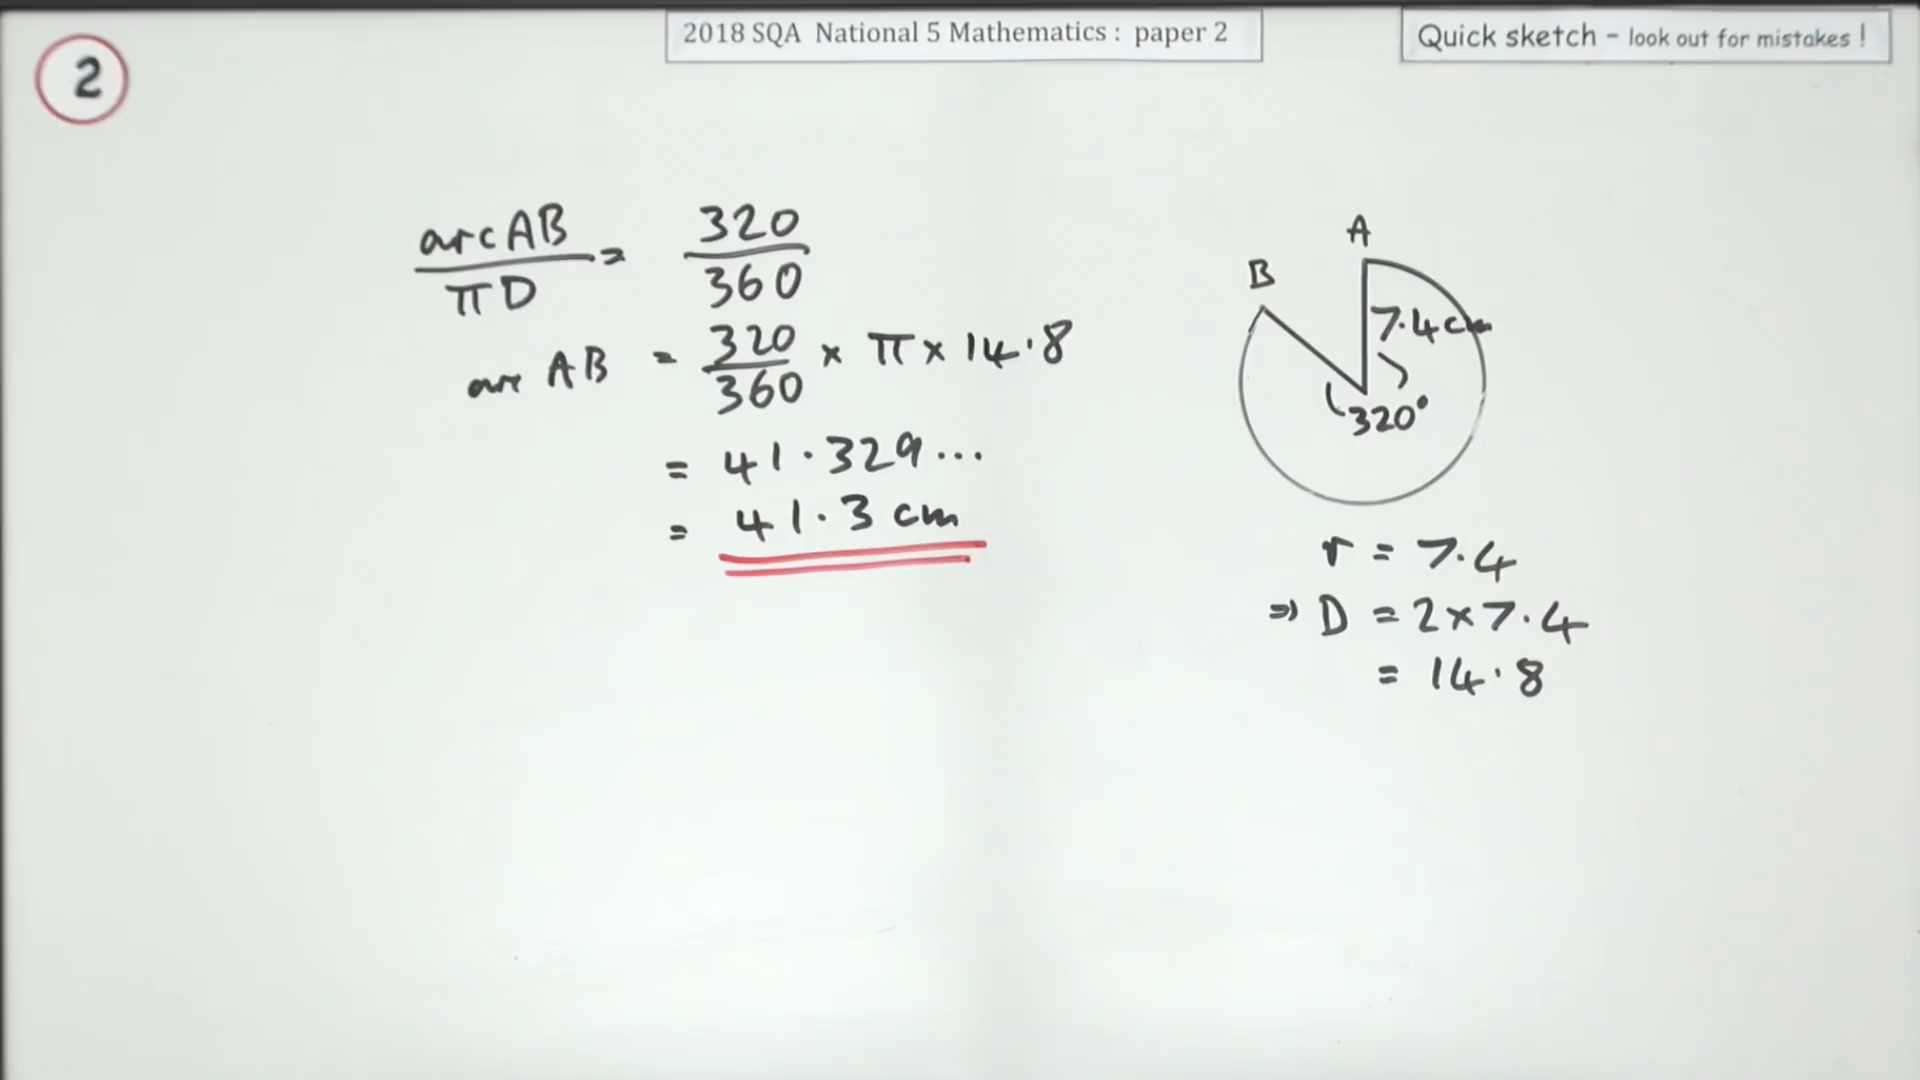 2
2018 SQA National 5 Mathematics : paper 2
Quick sketch - look out for mistakes !
arc AB / πD = 320 / 360
arc AB = 320 / 360 × π × 14.8
= 41.329...
= 41.3 cm
A
B
7.4 cm
320°
r = 7.4
⇒ D = 2 × 7.4
= 14.8